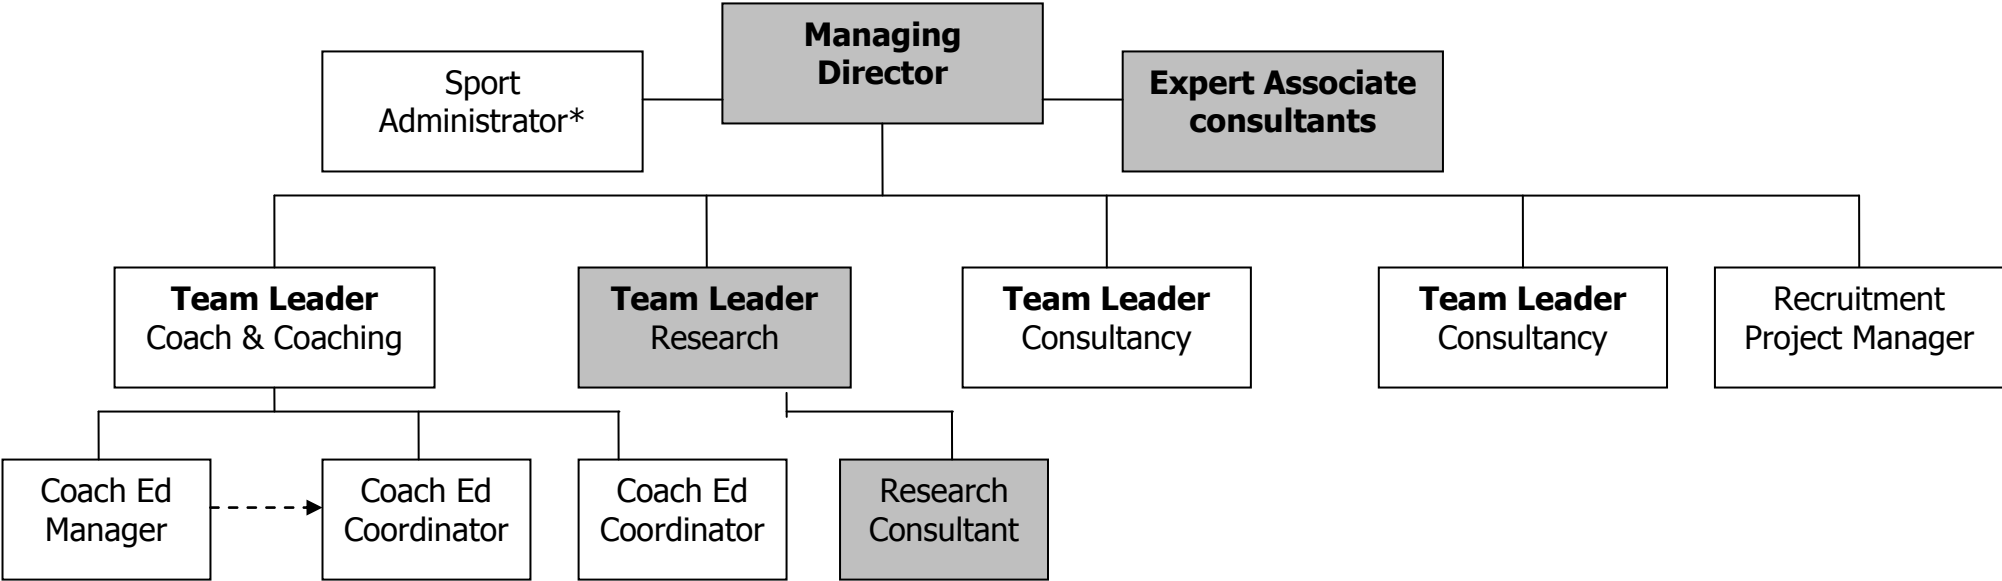 Managing
Director
Sport
Administrator*
Expert Associate
consultants
Team Leader
Coach & Coaching
Team Leader
Research
Team Leader
Consultancy
Team Leader
Consultancy
Recruitment
Project Manager
Coach Ed
Manager
Coach Ed
Coordinator
Coach Ed
Coordinator
Research
Consultant